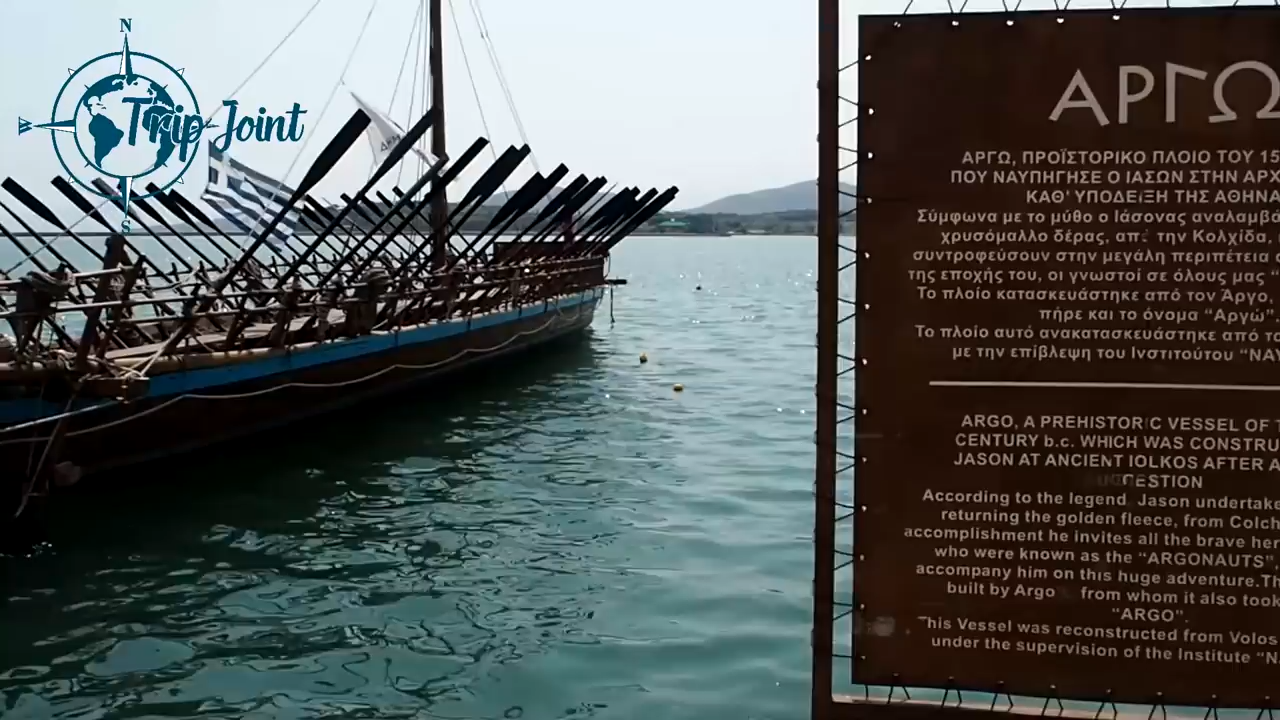 N
W
S
Trip Joint
ΑΡΓΩ
ΑΡΓΩ, ΠΡΟΪΣΤΟΡΙΚΟ ΠΛΟΙΟ ΤΟΥ 15
ΠΟΥ ΝΑΥΠΗΓΗΣΕ Ο ΙΑΣΩΝ ΣΤΗΝ ΑΡΧ
ΚΑΘ' ΥΠΟΔΕΙΞΗ ΤΗΣ ΑΘΗΝΑ
Σύμφωνα με το μύθο ο Ιάσονας αναλαμβά
χρυσόμαλλο δέρας, από την Κολχίδα,
συντροφεύσουν στην μεγάλη περιπέτεια
της εποχής του, οι γνωστοί σε όλους μας “
Το πλοίο κατασκευάστηκε από τον Άργο,
πήρε και το όνομα “Αργώ”.
Το πλοίο αυτό ανακατασκευάστηκε από το
με την επίβλεψη του Ινστιτούτου “ΝΑΥ
ARGO, A PREHISTORIC VESSEL OF
CENTURY b.c. WHICH WAS CONSTRU
JASON AT ANCIENT IOLKOS AFTER A
According to the legend Jason undertake
returning the golden fleece, from Colch
accomplishment he invites all the brave her
who were known as the “ARGONAUTS”
accompany him on this huge adventure.Th
built by Argo from whom it also took
“ARGO”.
his Vessel was reconstructed from Volos
under the supervision of the Institute “N